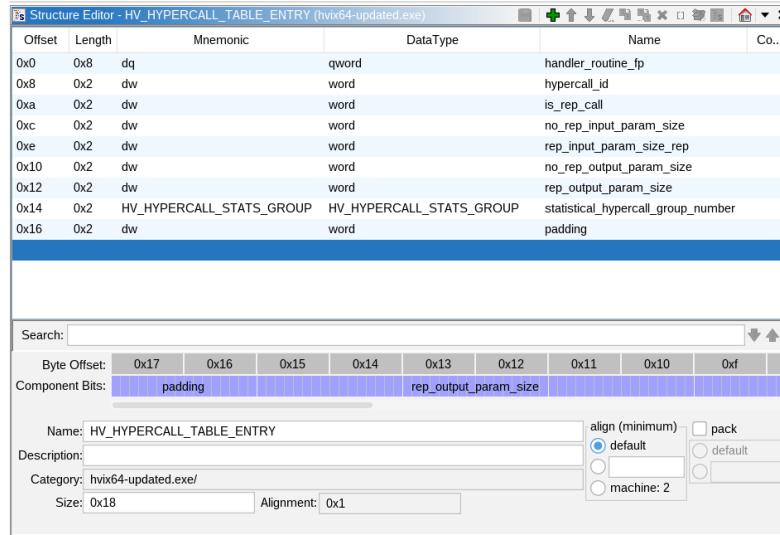 Structure Editor - HV_HYPERCALL_TABLE_ENTRY (hvix64-updated.exe)
Offset Length Mnemonic DataType Name Co...
0x0 0x8 dq qword handler_routine_fp
0x8 0x2 dw word hypercall_id
0xa 0x2 dw word is_rep_call
0xc 0x2 dw word no_rep_input_param_size
0xe 0x2 dw word rep_input_param_size_rep
0x10 0x2 dw word no_rep_output_param_size
0x12 0x2 dw word rep_output_param_size
0x14 0x2 HV_HYPERCALL_STATS_GROUP HV_HYPERCALL_STATS_GROUP statistical_hypercall_group_number
0x16 0x2 dw word padding
Search:
Byte Offset: 0x17 0x16 0x15 0x14 0x13 0x12 0x11 0x10 0xf
Component Bits: padding rep_output_param_size
Name: HV_HYPERCALL_TABLE_ENTRY
Description:
Category: hvix64-updated.exe/
Size: 0x18 Alignment: 0x1
align (minimum) pack
default default
machine: 2